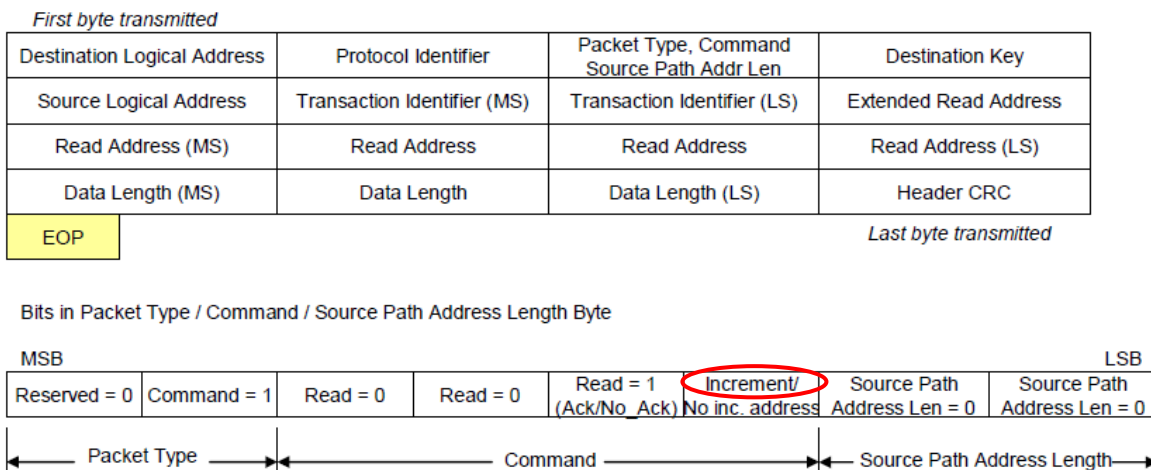 First byte transmitted
Destination Logical Address Protocol Identifier Packet Type, Command Source Path Addr Len Destination Key
Source Logical Address Transaction Identifier (MS) Transaction Identifier (LS) Extended Read Address
Read Address (MS) Read Address Read Address Read Address (LS)
Data Length (MS) Data Length Data Length (LS) Header CRC
EOP Last byte transmitted
Bits in Packet Type / Command / Source Path Address Length Byte
MSB LSB
Reserved = 0 Command = 1 Read = 0 Read = 0 Read = 1 (Ack/No_Ack) Increment/ No inc. address Source Path Address Len = 0 Source Path Address Len = 0
Packet Type Command Source Path Address Length